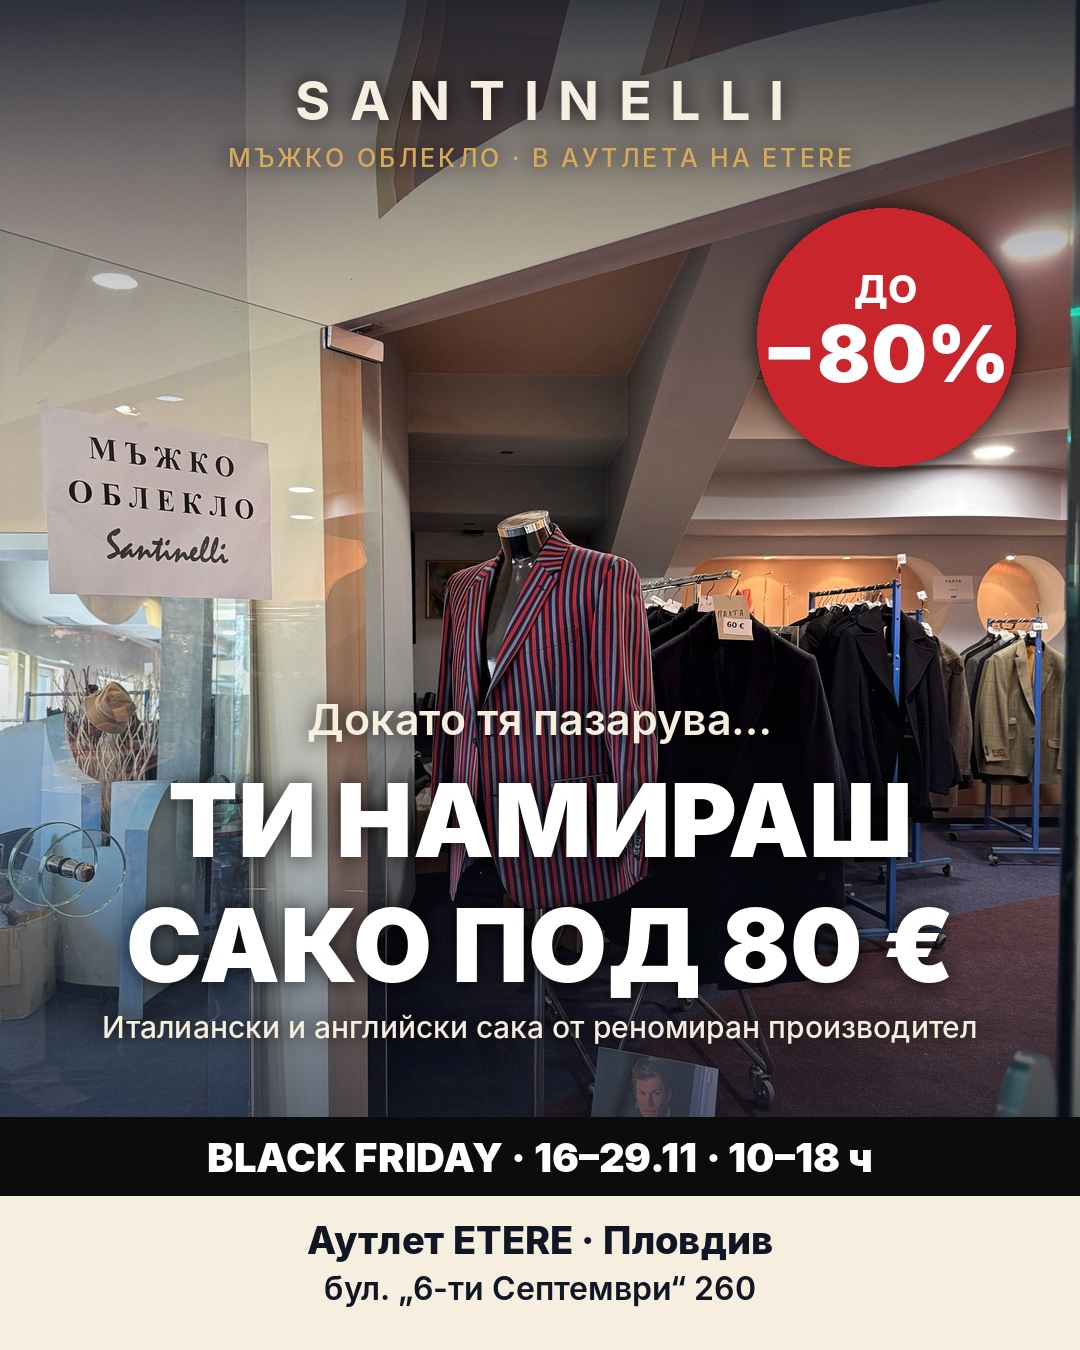 SANTINELLI
МЪЖКО ОБЛЕКЛО · В АУТЛЕТА НА ETERE
ДО
−80%
МЪЖКО
ОБЛЕКЛО
Santinelli
ПАЛТА
60 €
Докато тя пазарува...
ТИ НАМИРАШ
САКО ПОД 80 €
Италиански и английски сака от реномиран производител
BLACK FRIDAY · 16–29.11 · 10–18 ч
Аутлет ETERE · Пловдив
бул. „6-ти Септември“ 260